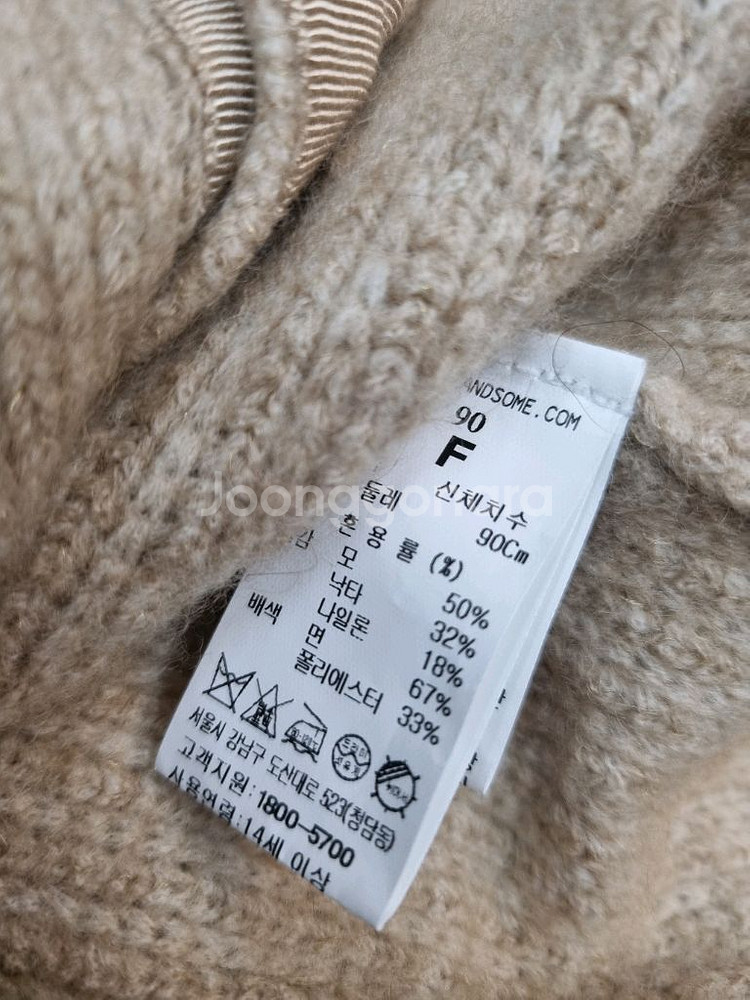 ANDSOME.COM
90
F
둘레 신체치수
90Cm
혼용률 (%)
감 모 50%
낙타 32%
나일론 18%
배색 면 67%
폴리에스터 33%
서울시 강남구 도산대로 523(청담동)
고객지원:1800-5700
사용연령:14세 이상
Joonggonara